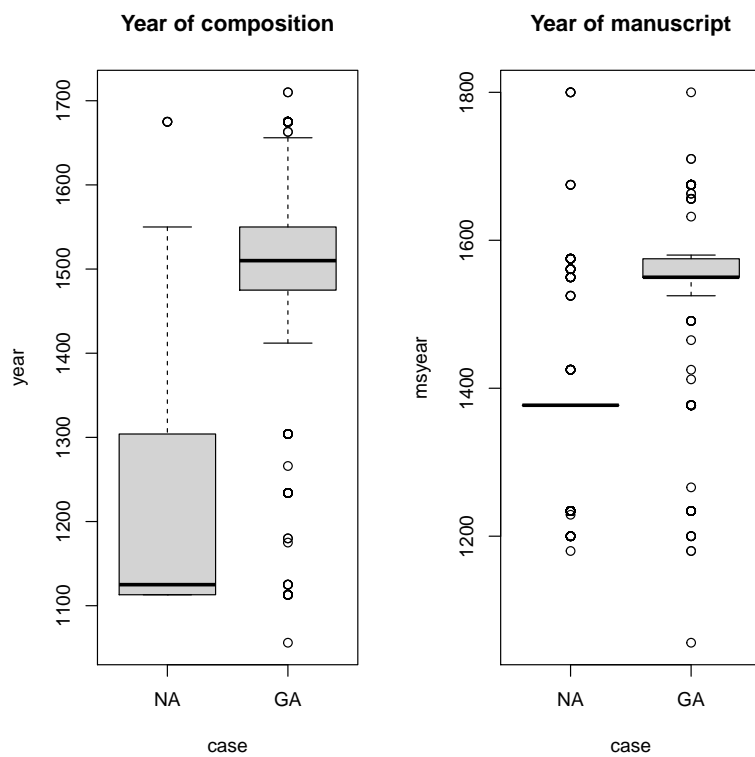 Year of composition
year
1100
1200
1300
1400
1500
1600
1700
NA
GA
case
Year of manuscript
msyear
1200
1400
1600
1800
NA
GA
case